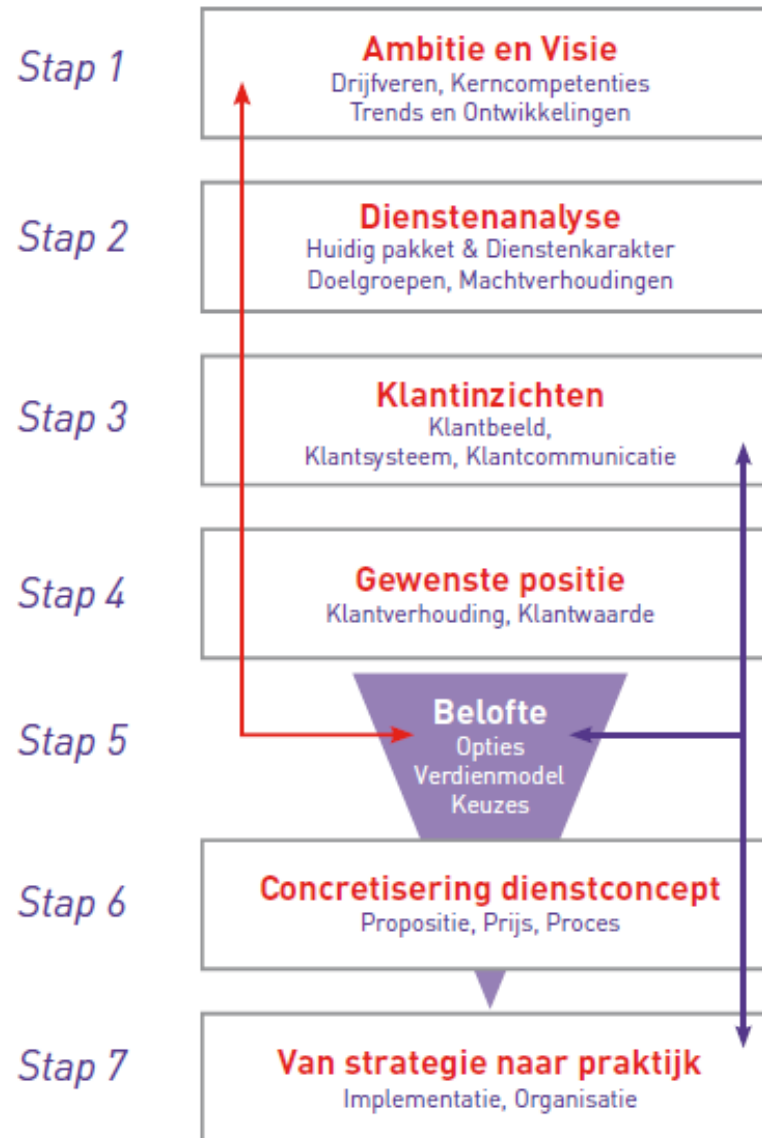 Stap 1
Ambitie en Visie
Drijfveren, Kerncompetenties
Trends en Ontwikkelingen
Stap 2
Dienstenanalyse
Huidig pakket & Dienstenkarakter
Doelgroepen, Machtverhoudingen
Stap 3
Klantinzichten
Klantbeeld,
Klantsysteem, Klantcommunicatie
Stap 4
Gewenste positie
Klantverhouding, Klantwaarde
Stap 5
Belofte
Opties
Verdienmodel
Keuzes
Stap 6
Concretisering dienstconcept
Propositie, Prijs, Proces
Stap 7
Van strategie naar praktijk
Implementatie, Organisatie